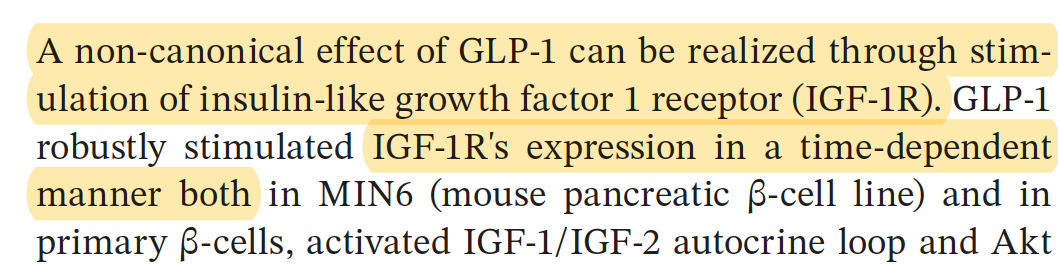 A non-canonical effect of GLP-1 can be realized through stim-
ulation of insulin-like growth factor 1 receptor (IGF-1R). GLP-1
robustly stimulated IGF-1R's expression in a time-dependent
manner both in MIN6 (mouse pancreatic β-cell line) and in
primary β-cells, activated IGF-1/IGF-2 autocrine loop and Akt